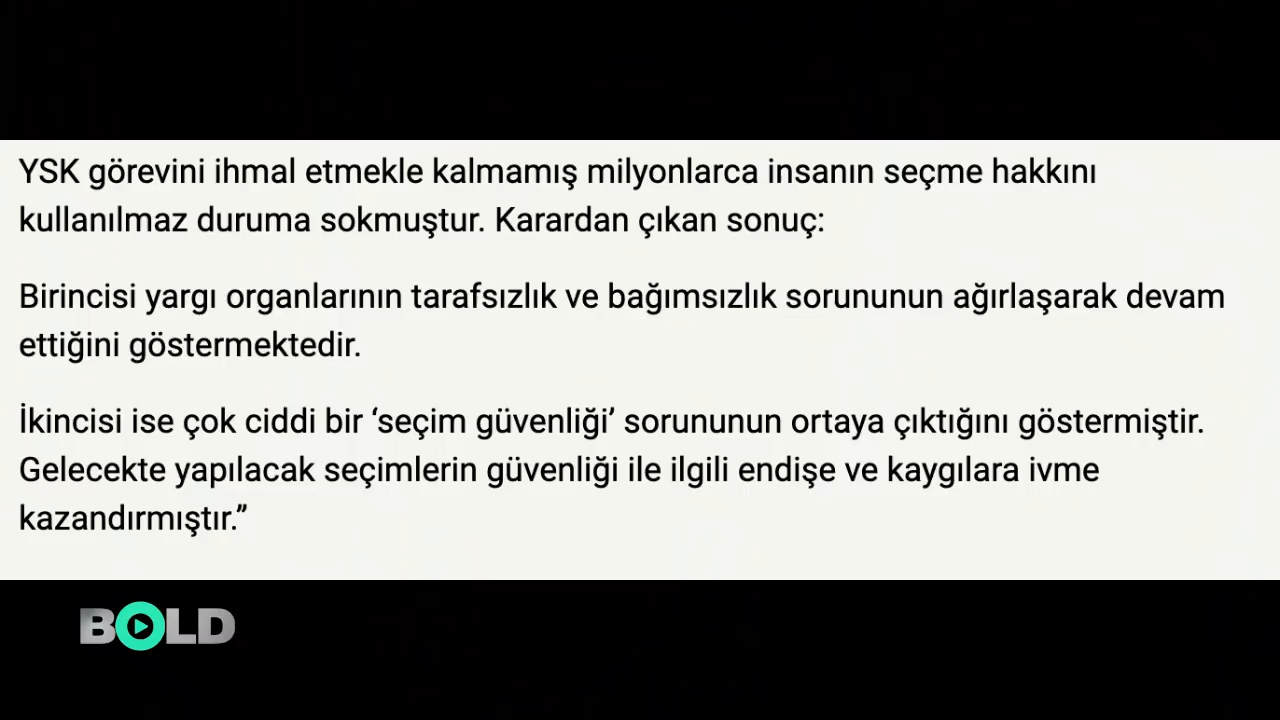 YSK görevini ihmal etmekle kalmamış milyonlarca insanın seçme hakkını
kullanılmaz duruma sokmuştur. Karardan çıkan sonuç:
Birincisi yargı organlarının tarafsızlık ve bağımsızlık sorununun ağırlaşarak devam
ettiğini göstermektedir.
İkincisi ise çok ciddi bir ‘seçim güvenliği’ sorununun ortaya çıktığını göstermiştir.
Gelecekte yapılacak seçimlerin güvenliği ile ilgili endişe ve kaygılara ivme
kazandırmıştır.”
BOLD